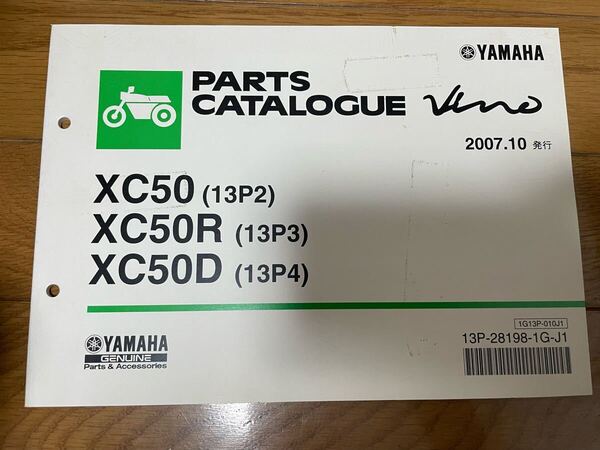 YAMAHA
PARTS
CATALOGUE Vino
2007.10 発行
XC50 (13P2)
XC50R (13P3)
XC50D (13P4)
1G13P-010J1
13P-28198-1G-J1
YAMAHA
GENUINE
Parts & Accessories